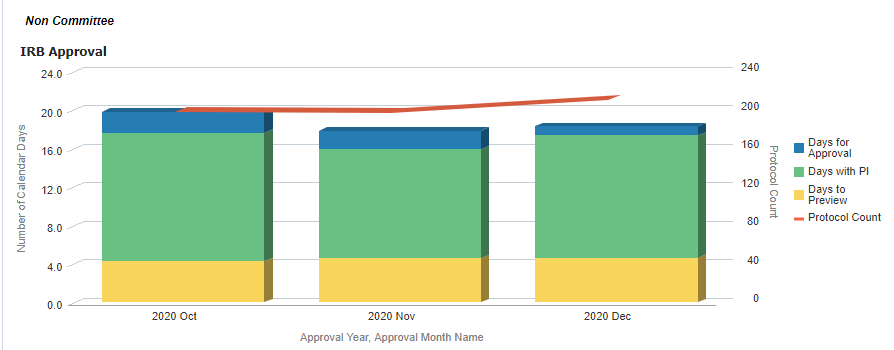 Non Committee
IRB Approval
24.0
20.0
16.0
12.0
8.0
4.0
0.0
Number of Calendar Days
240
200
160
120
80
40
0
Protocol Count
2020 Oct
2020 Nov
2020 Dec
Approval Year, Approval Month Name
Days for
Approval
Days with PI
Days to
Preview
Protocol Count